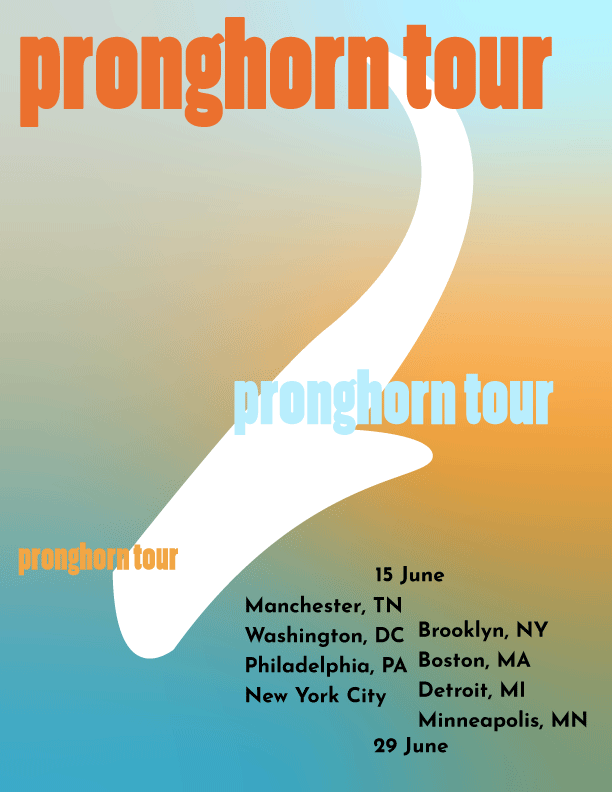 pronghorn tour
pronghorn tour
pronghorn tour
15 June
Manchester, TN
Washington, DC
Philadelphia, PA
New York City
Brooklyn, NY
Boston, MA
Detroit, MI
Minneapolis, MN
29 June